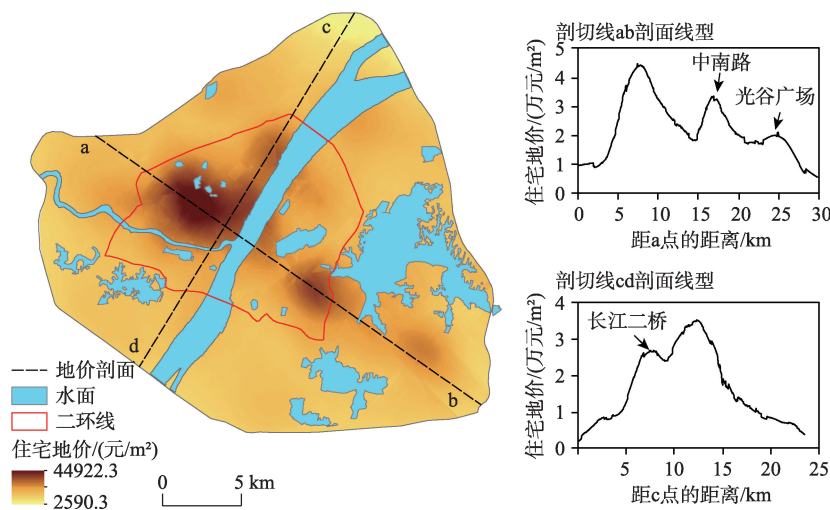 c
a
d
b
地价剖面
水面
二环线
住宅地价/(元/m²)
44922.3
2590.3
0 5 km
剖切线ab剖面线型
住宅地价/(万元/m²)
5
4
3
2
1
0
中南路
光谷广场
0 5 10 15 20 25 30
距a点的距离/km
剖切线cd剖面线型
住宅地价/(万元/m²)
4
3
2
1
0
长江二桥
5 10 15 20 25
距c点的距离/km